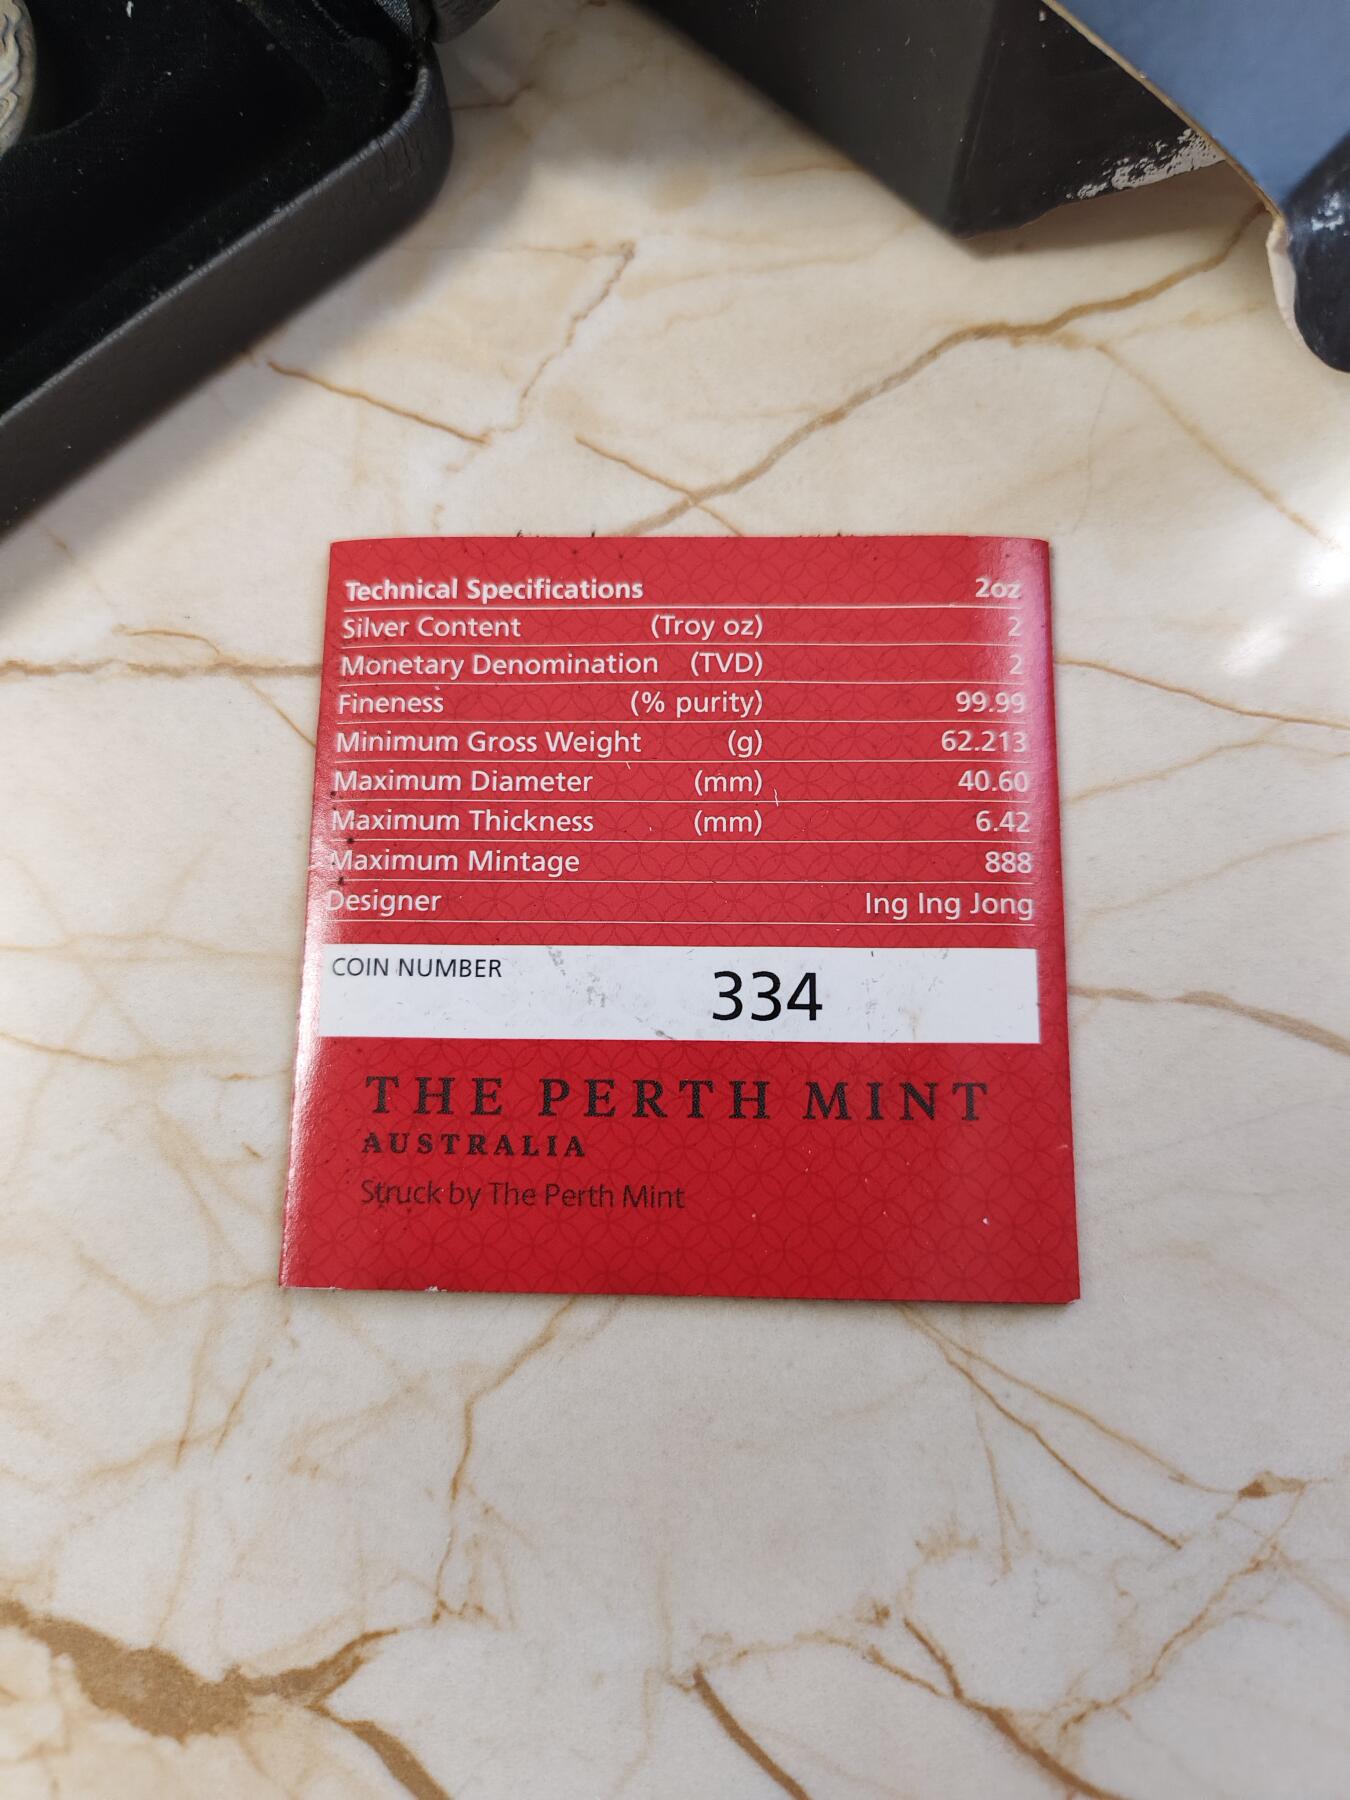 Technical Specifications 2oz
Silver Content (Troy oz) 2
Monetary Denomination (TVD) 2
Fineness (% purity) 99.99
Minimum Gross Weight (g) 62.213
Maximum Diameter (mm) 40.60
Maximum Thickness (mm) 6.42
Maximum Mintage 888
Designer Ing Ing Jong
COIN NUMBER 334
THE PERTH MINT
AUSTRALIA
Struck by The Perth Mint